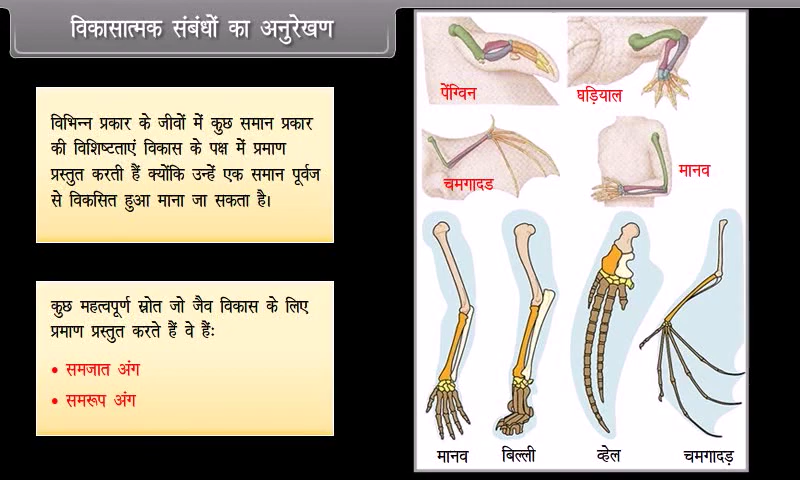 विकासात्मक संबंधों का अनुरेखण
विभिन्न प्रकार के जीवों में कुछ समान प्रकार
की विशिष्टताएं विकास के पक्ष में प्रमाण
प्रस्तुत करती हैं क्योंकि उन्हें एक समान पूर्वज
से विकसित हुआ माना जा सकता है।
कुछ महत्वपूर्ण स्रोत जो जैव विकास के लिए
प्रमाण प्रस्तुत करते हैं वे हैं:
• समजात अंग
• समरूप अंग
पेंग्विन
घड़ियाल
चमगादड
मानव
मानव
बिल्ली
व्हेल
चमगादड़